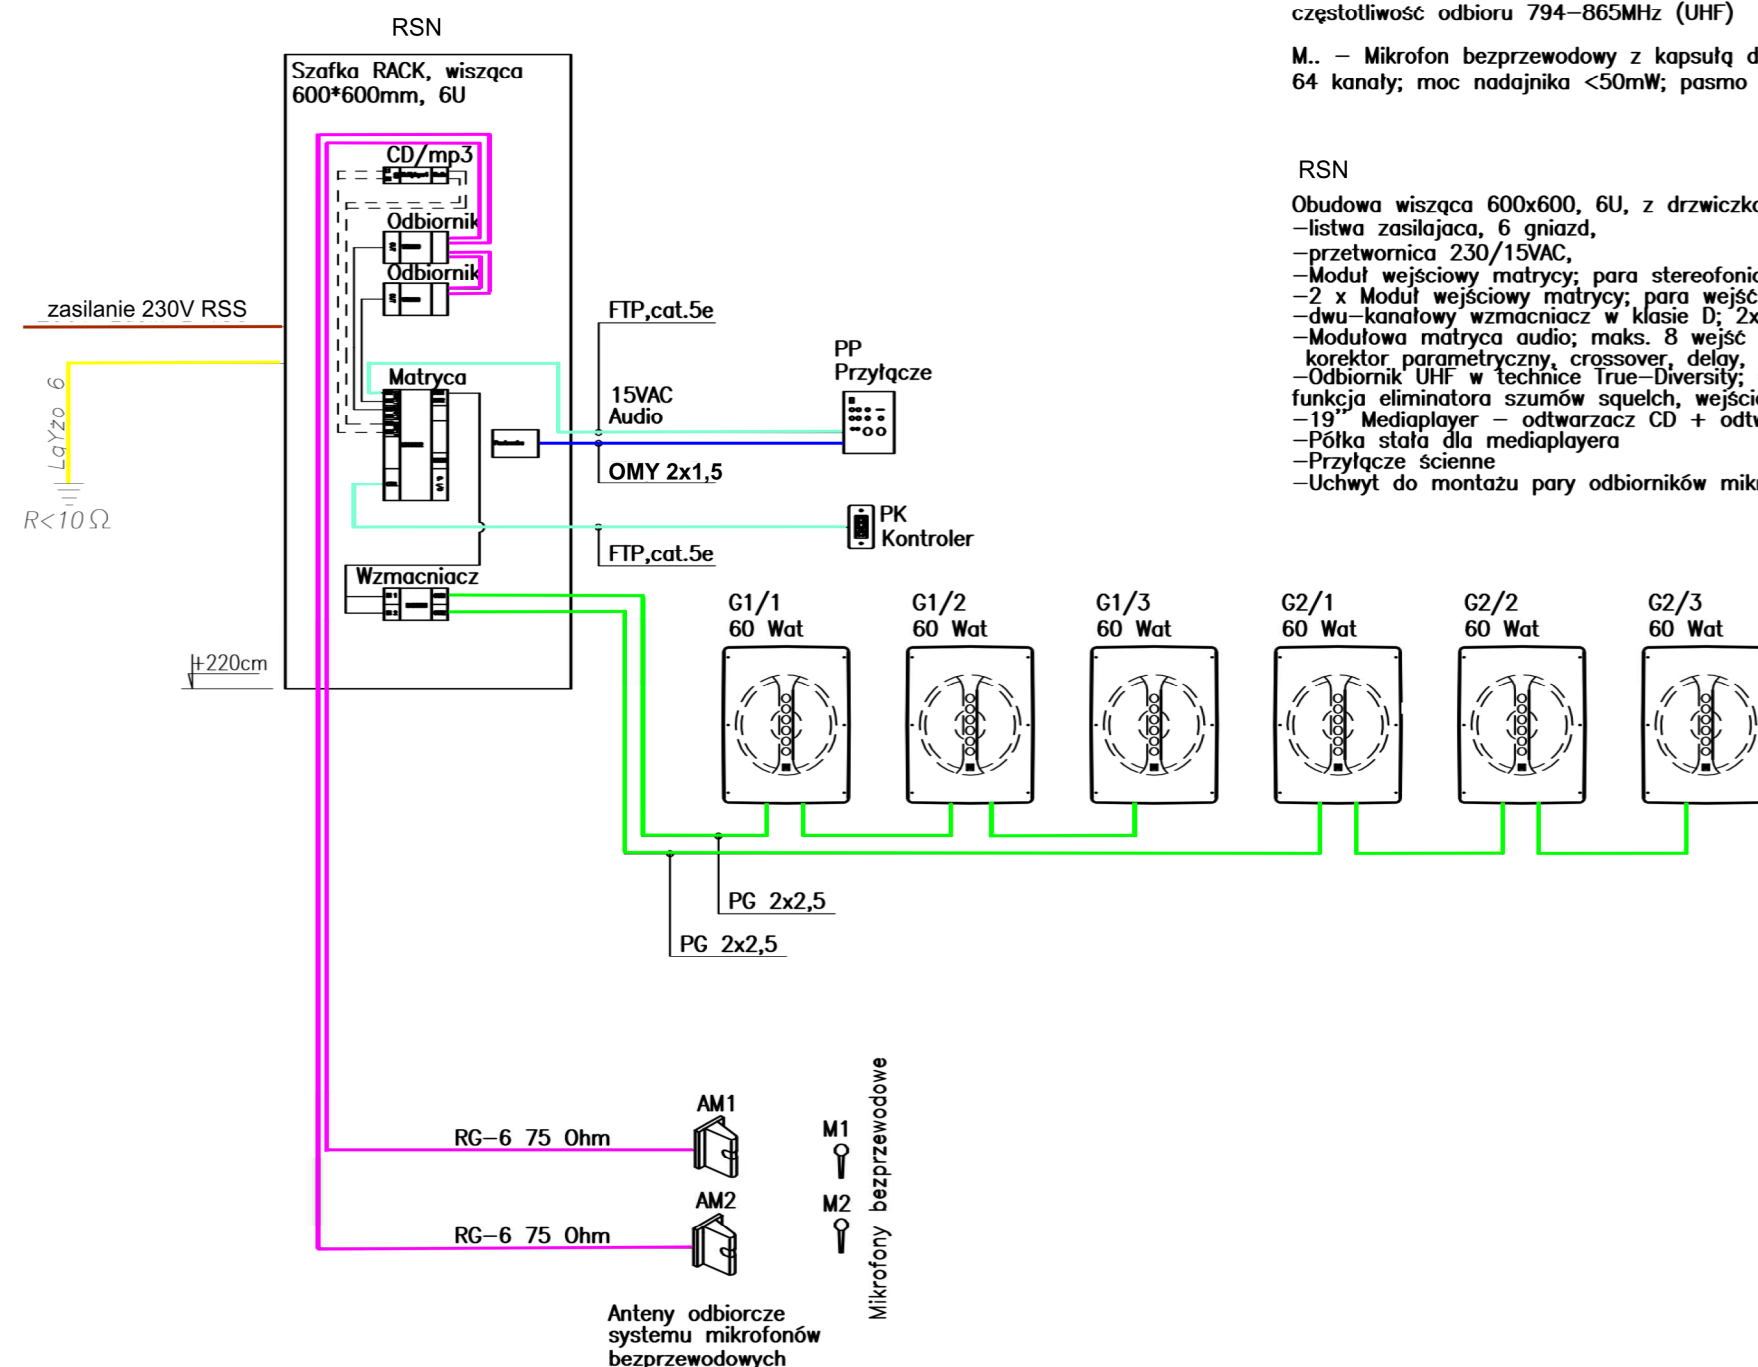 RSN
Szafka RACK, wisząca
600*600mm, 6U
CD/mp3
Odbiornik
Odbiornik
Matryca
Wzmacniacz
zasilanie 230V RSS
LgYżo 6
R<10Ω
+220cm
FTP,cat.5e
15VAC
Audio
OMY 2x1,5
FTP,cat.5e
PP
Przyłącze
PK
Kontroler
G1/1
60 Wat
G1/2
60 Wat
G1/3
60 Wat
G2/1
60 Wat
G2/2
60 Wat
G2/3
60 Wat
PG 2x2,5
PG 2x2,5
AM1
RG-6 75 Ohm
AM2
RG-6 75 Ohm
M1
M2
Mikrofony bezprzewodowe
Anteny odbiorcze
systemu mikrofonów
bezprzewodowych
częstotliwość odbioru 794-865MHz (UHF)
M.. - Mikrofon bezprzewodowy z kapsułą d
64 kanały; moc nadajnika <50mW; pasmo
RSN
Obudowa wisząca 600x600, 6U, z drzwiczka
-listwa zasilajaca, 6 gniazd,
-przetwornica 230/15VAC,
-Moduł wejściowy matrycy; para stereofonic
-2 x Moduł wejściowy matrycy; para wejść
-dwu-kanałowy wzmacniacz w klasie D; 2x
-Modułowa matryca audio; maks. 8 wejść
korektor parametryczny, crossover, delay,
-Odbiornik UHF w technice True-Diversity;
funkcja eliminatora szumów squelch, wejści
-19" Mediaplayer - odtwarzacz CD + odtw
-Półka stała dla mediaplayera
-Przyłącze ścienne
-Uchwyt do montażu pary odbiorników mik